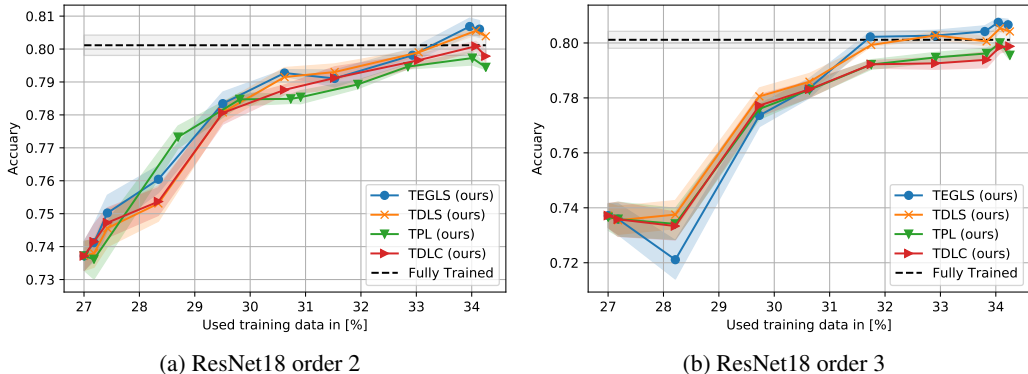 0.81
0.80
0.79
0.78
0.77
0.76
0.75
0.74
0.73
Accuary
27 28 29 30 31 32 33 34
Used training data in [%]
TEGLS (ours)
TDLS (ours)
TPL (ours)
TDLC (ours)
Fully Trained
(a) ResNet18 order 2
0.80
0.78
0.76
0.74
0.72
Accuary
27 28 29 30 31 32 33 34
Used training data in [%]
TEGLS (ours)
TDLS (ours)
TPL (ours)
TDLC (ours)
Fully Trained
(b) ResNet18 order 3